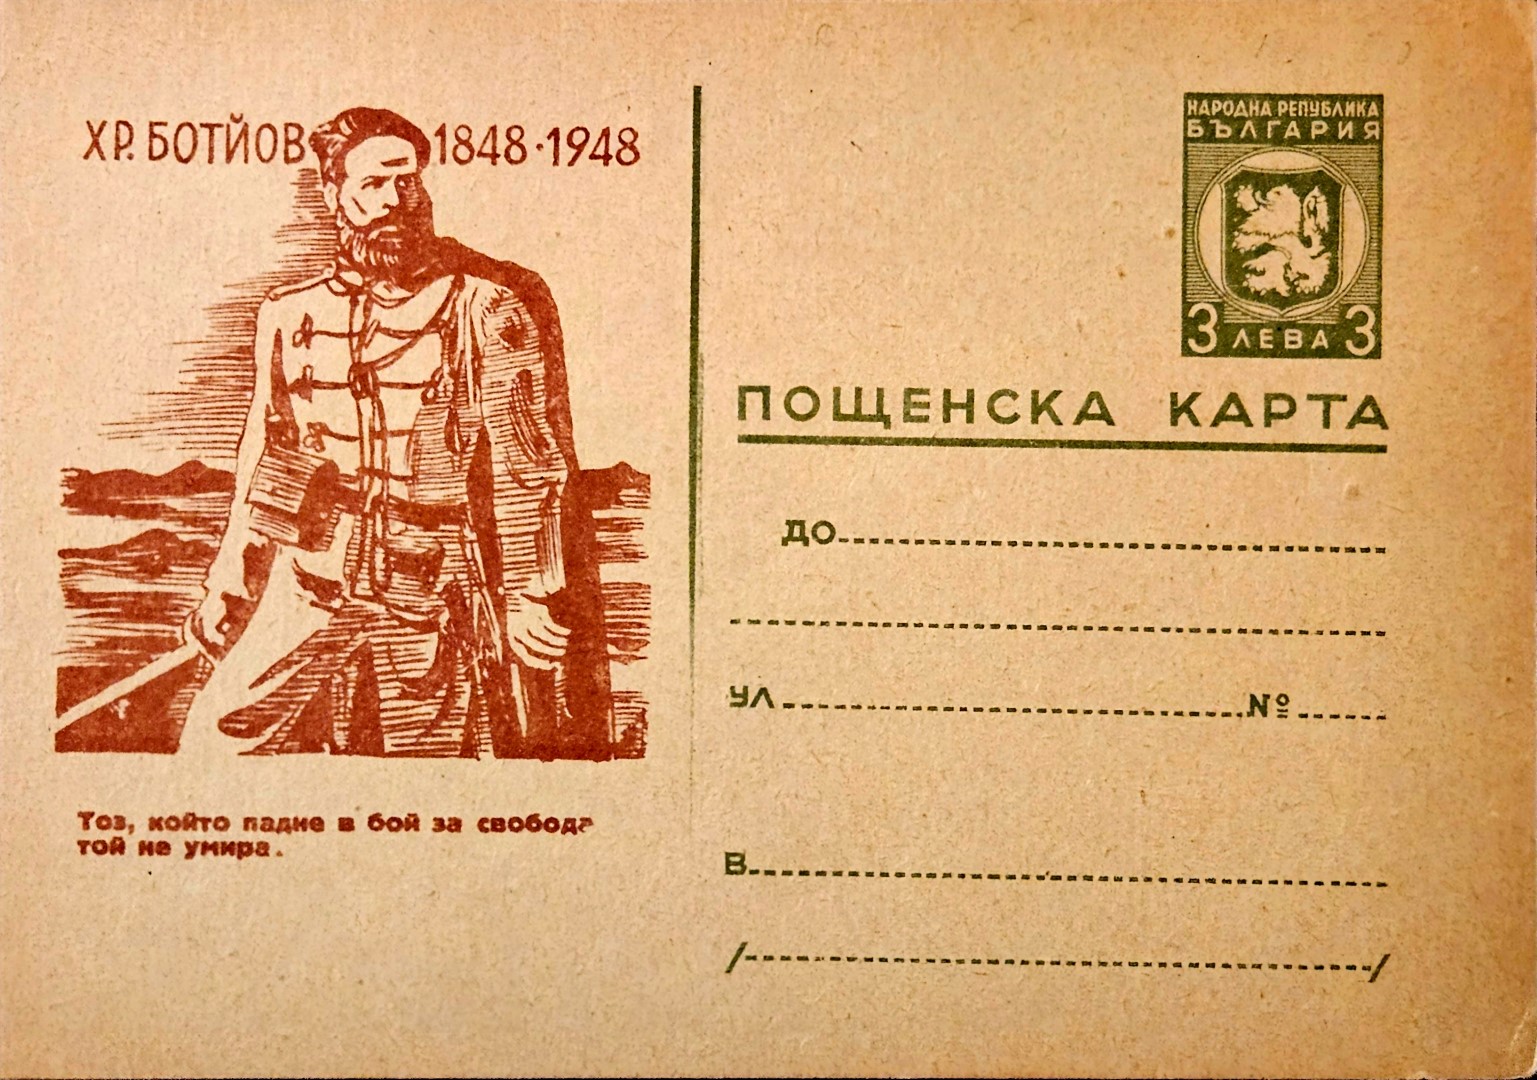 ХР. БОТЙОВ 1848·1948
Тоз, който падне в бой за свобода
той не умира.
НАРОДНА РЕПУБЛИКА
БЪЛГАРИЯ
3 ЛЕВА 3
ПОЩЕНСКА КАРТА
ДО
УЛ. № 
В
/ /